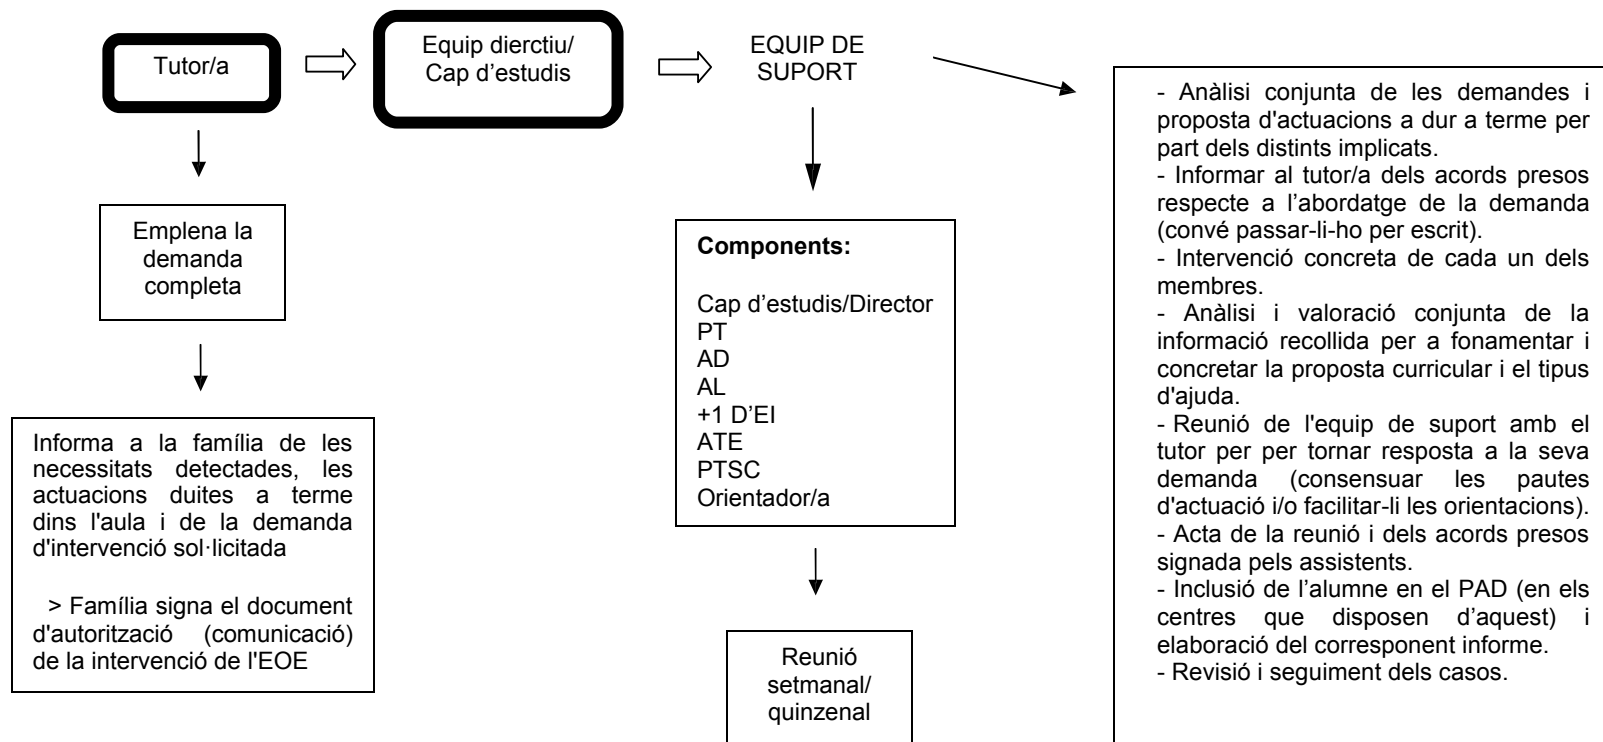 Tutor/a
Equip dierctiu/
Cap d'estudis
EQUIP DE
SUPORT
Emplena la
demanda
completa
Informa a la família de les
necessitats detectades, les
actuacions duites a terme
dins l'aula i de la demanda
d'intervenció sol·licitada
> Família signa el document
d'autorització (comunicació)
de la intervenció de l'EOE
Components:
Cap d'estudis/Director
PT
AD
AL
+1 D'EI
ATE
PTSC
Orientador/a
Reunió
setmanal/
quinzenal
- Anàlisi conjunta de les demandes i
proposta d'actuacions a dur a terme per
part dels distints implicats.
- Informar al tutor/a dels acords presos
respecte a l'abordatge de la demanda
(convé passar-li-ho per escrit).
- Intervenció concreta de cada un dels
membres.
- Anàlisi i valoració conjunta de la
informació recollida per a fonamentar i
concretar la proposta curricular i el tipus
d'ajuda.
- Reunió de l'equip de suport amb el
tutor per per tornar resposta a la seva
demanda (consensuar les pautes
d'actuació i/o facilitar-li les orientacions).
- Acta de la reunió i dels acords presos
signada pels assistents.
- Inclusió de l'alumne en el PAD (en els
centres que disposen d'aquest) i
elaboració del corresponent informe.
- Revisió i seguiment dels casos.